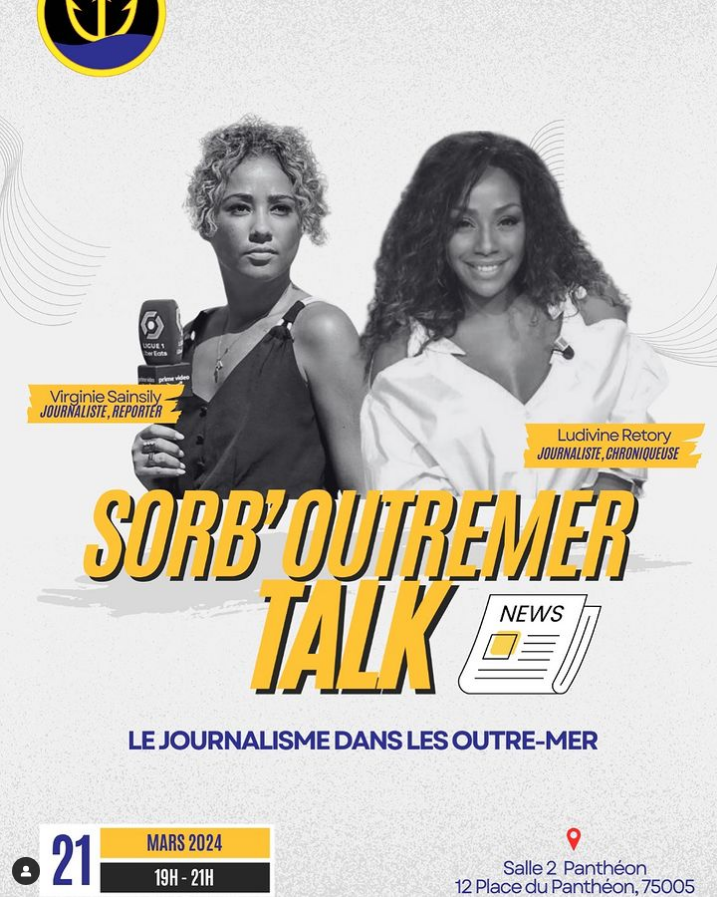 LIGUE 1
Uber Eats
prime video
Virginie Sainsily
JOURNALISTE, REPORTER
Ludivine Retory
JOURNALISTE, CHRONIQUEUSE
SORB'OUTREMER
TALK
NEWS
LE JOURNALISME DANS LES OUTRE-MER
21
MARS 2024
19H - 21H
Salle 2 Panthéon
12 Place du Panthéon, 75005